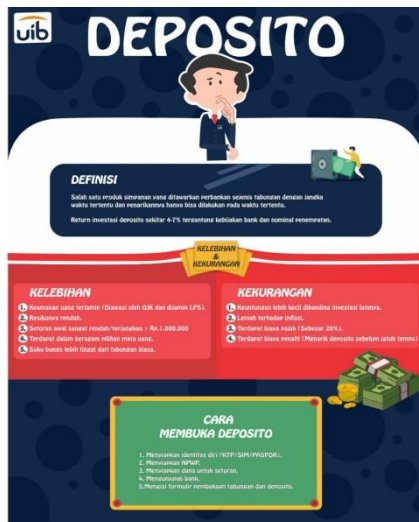 uib
DEPOSITO
DEFINISI
Salah satu produk simpanan yang ditawarkan perbankan sejenis tabungan dengan jangka
waktu tertentu dan penarikannya hanya bisa dilakukan pada waktu tertentu.
Return investasi deposito sekitar 4-7% tergantung kebijakan bank dan nominal penempatan.
KELEBIHAN
&
KEKURANGAN
KELEBIHAN
1. Keamanan uang terjamin (Diawasi oleh OJK dan dijamin LPS).
2. Resikonya rendah.
3. Setoran awal sangat rendah/terjangkau > Rp.1.000.000
4. Terdapat dalam beragam pilihan mata uang.
5. Suku bunga lebih tinggi dari tabungan biasa.
KEKURANGAN
1. Keuntungan lebih kecil dibanding investasi lainnya.
2. Lemah terhadap inflasi.
3. Terdapat biaya pajak (Sebesar 20%).
4. Terdapat biaya penalti (Menarik deposito sebelum jatuh tempo)
CARA
MEMBUKA DEPOSITO
1. Menyiapkan identitas diri (KTP/SIM/PASPOR).
2. Menyiapkan NPWP.
3. Menyiapkan dana untuk setoran.
4. Mengunjungi bank.
5. Mengisi formulir pembukaan tabungan dan deposito.